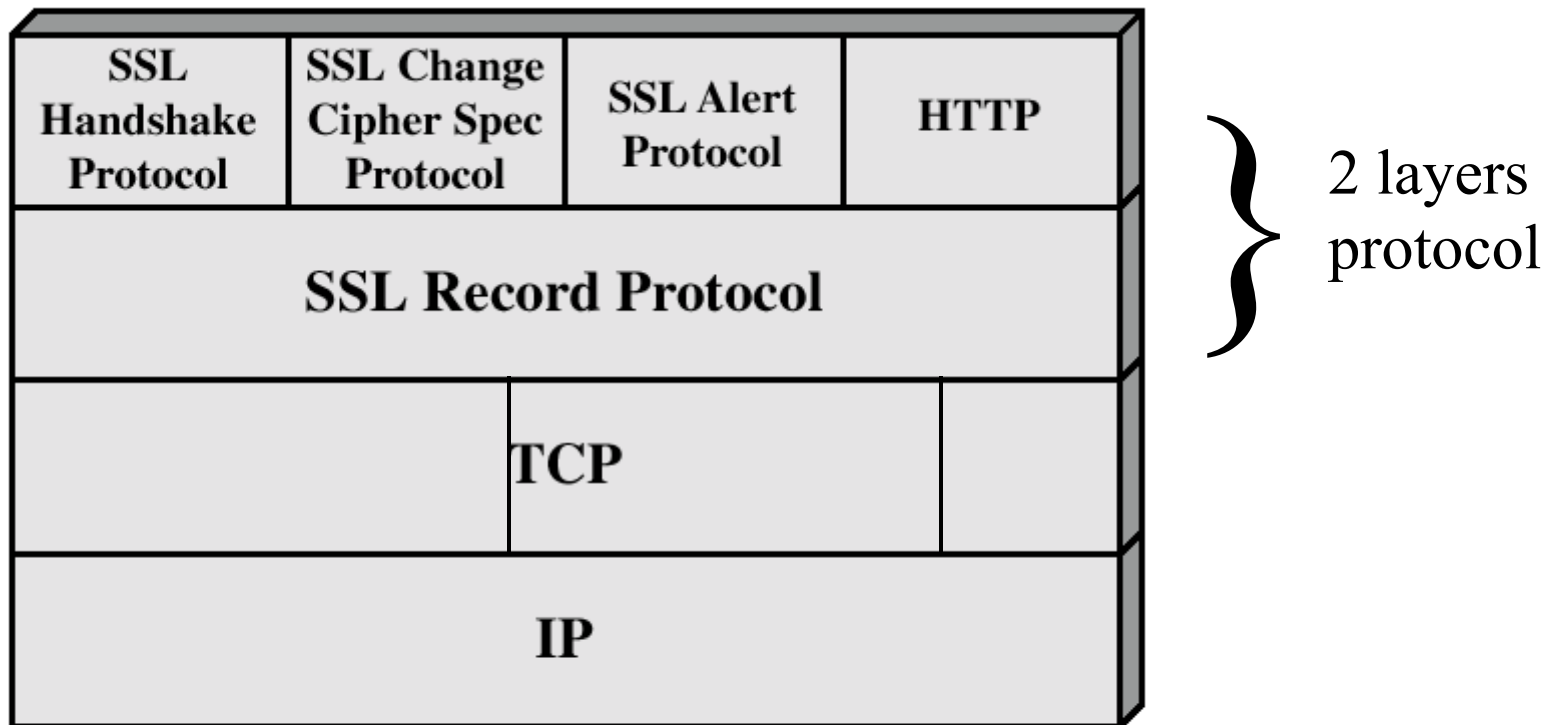 SSL
Handshake
Protocol
SSL Change
Cipher Spec
Protocol
SSL Alert
Protocol
HTTP
2 layers
protocol
SSL Record Protocol
TCP
IP